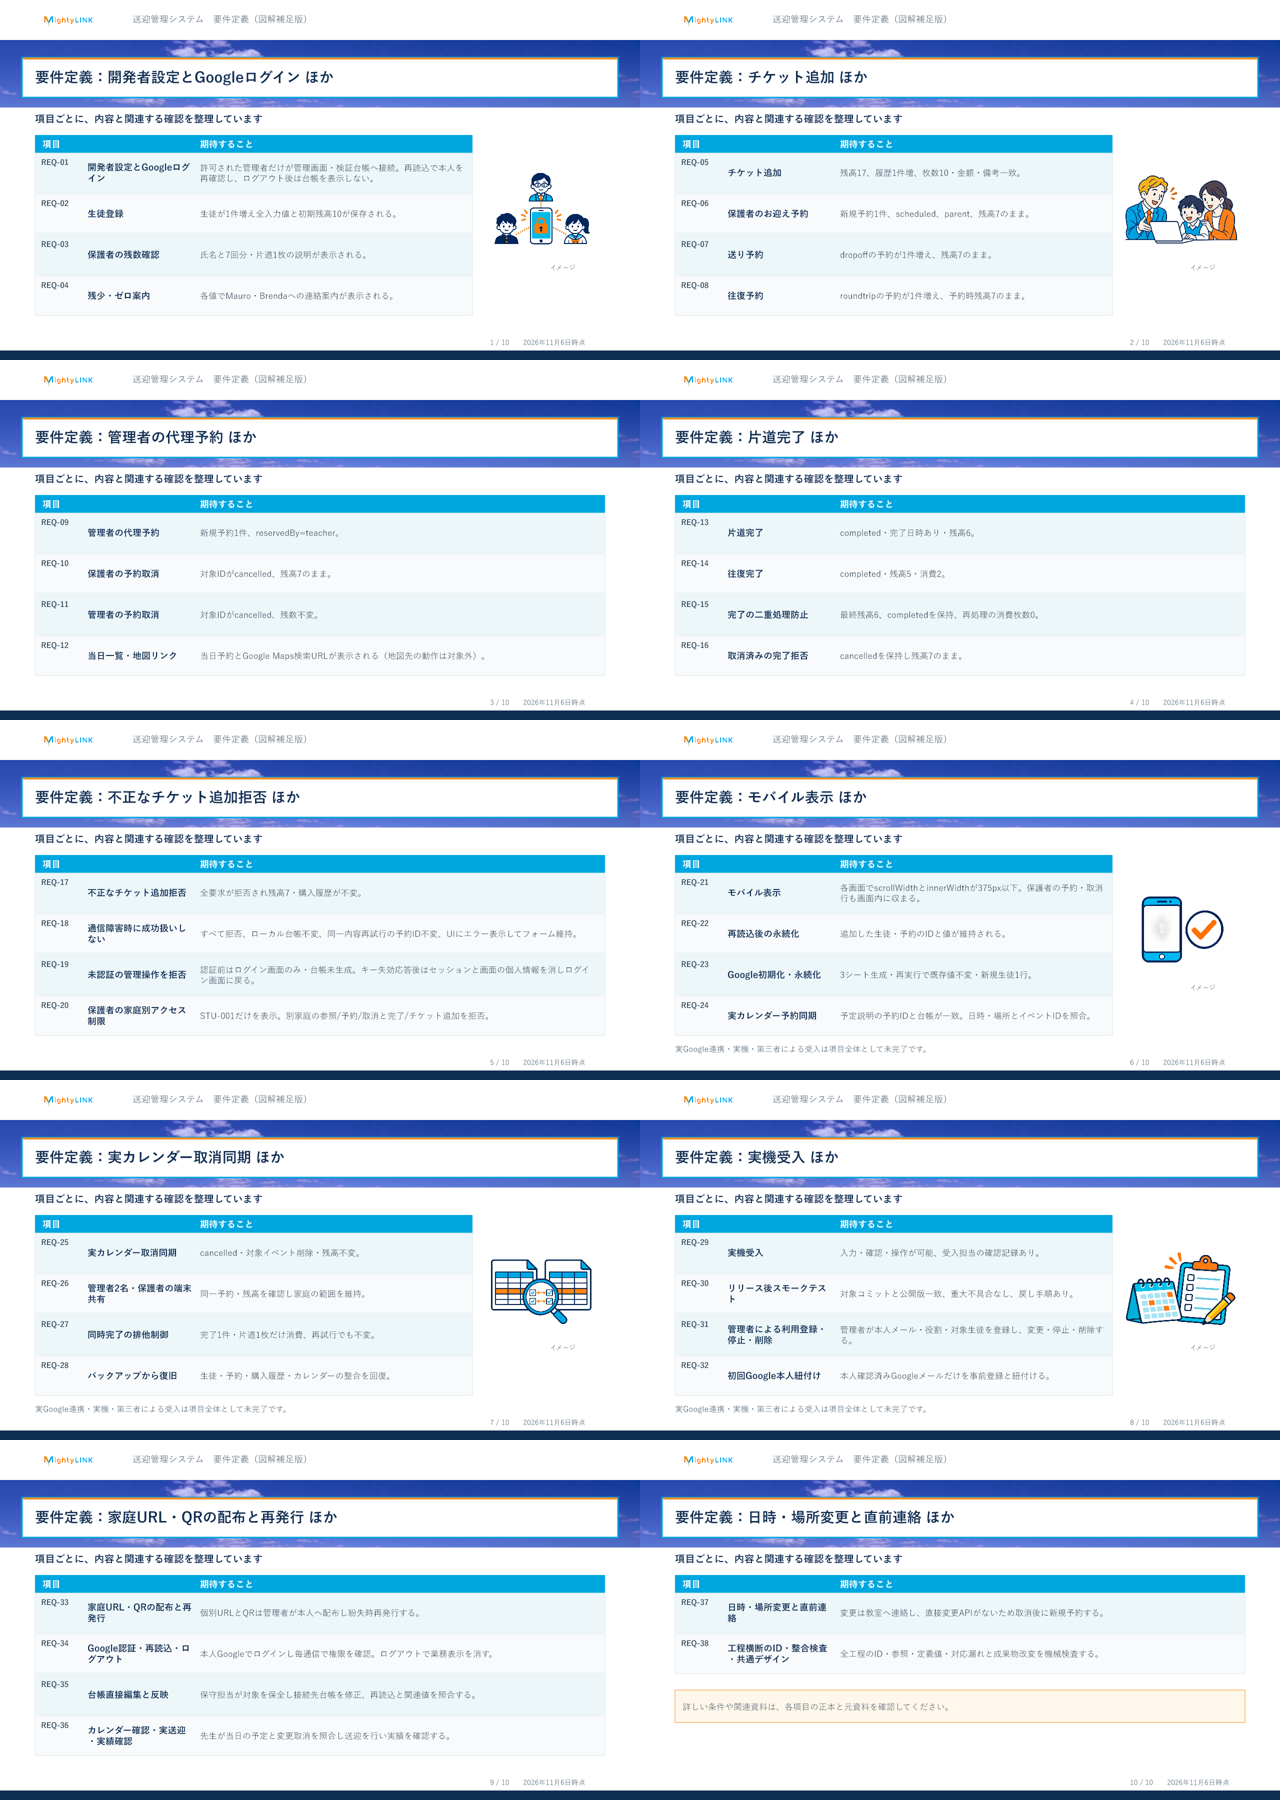 MightyLINK
送迎管理システム　要件定義（図解補足版）
要件定義：開発者設定とGoogleログイン ほか
項目ごとに、内容と関連する確認を整理しています
項目
期待すること
REQ-01
開発者設定とGoogleログ
イン
許可された管理者だけが管理画面・検証台帳へ接続。再読込で本人を
再確認し、ログアウト後は台帳を表示しない。
REQ-02
生徒登録
生徒が1件増え全入力値と初期残高10が保存される。
REQ-03
保護者の残数確認
氏名と7回分・片道1枚の説明が表示される。
REQ-04
残少・ゼロ案内
各値でMauro・Brendaへの連絡案内が表示される。
イメージ
1 / 10　2026年11月6日時点
MightyLINK
送迎管理システム　要件定義（図解補足版）
要件定義：チケット追加 ほか
項目ごとに、内容と関連する確認を整理しています
項目
期待すること
REQ-05
チケット追加
残高17、履歴1件増、枚数10・金額・備考一致。
REQ-06
保護者のお迎え予約
新規予約1件、scheduled、parent、残高7のまま。
REQ-07
送り予約
dropoffの予約が1件増え、残高7のまま。
REQ-08
往復予約
roundtripの予約が1件増え、予約時残高7のまま。
イメージ
2 / 10　2026年11月6日時点
MightyLINK
送迎管理システム　要件定義（図解補足版）
要件定義：管理者の代理予約 ほか
項目ごとに、内容と関連する確認を整理しています
項目
期待すること
REQ-09
管理者の代理予約
新規予約1件、reservedBy=teacher。
REQ-10
保護者の予約取消
対象IDがcancelled、残高7のまま。
REQ-11
管理者の予約取消
対象IDがcancelled、残数不変。
REQ-12
当日一覧・地図リンク
当日予約とGoogle Maps検索URLが表示される（地図先の動作は対象外）。
3 / 10　2026年11月6日時点
MightyLINK
送迎管理システム　要件定義（図解補足版）
要件定義：片道完了 ほか
項目ごとに、内容と関連する確認を整理しています
項目
期待すること
REQ-13
片道完了
completed・完了日時あり・残高6。
REQ-14
往復完了
completed・残高5・消費2。
REQ-15
完了の二重処理防止
最終残高6、completedを保持、再処理の消費枚数0。
REQ-16
取消済みの完了拒否
cancelledを保持し残高7のまま。
4 / 10　2026年11月6日時点
MightyLINK
送迎管理システム　要件定義（図解補足版）
要件定義：不正なチケット追加拒否 ほか
項目ごとに、内容と関連する確認を整理しています
項目
期待すること
REQ-17
不正なチケット追加拒否
全要求が拒否され残高7・購入履歴が不変。
REQ-18
通信障害時に成功扱いし
ない
すべて拒否、ローカル台帳不変、同一内容再試行の予約ID不変、UIにエラー表示してフォーム維持。
REQ-19
未認証の管理操作を拒否
認証前はログイン画面のみ・台帳未生成。キー失効応答後はセッションと画面の個人情報を消しログイ
ン画面に戻る。
REQ-20
保護者の家庭別アクセス
制限
STU-001だけを表示。別家庭の参照/予約/取消と完了/チケット追加を拒否。
5 / 10　2026年11月6日時点
MightyLINK
送迎管理システム　要件定義（図解補足版）
要件定義：モバイル表示 ほか
項目ごとに、内容と関連する確認を整理しています
項目
期待すること
REQ-21
モバイル表示
各画面でscrollWidthとinnerWidthが375px以下。保護者の予約・取消
行も画面内に収まる。
REQ-22
再読込後の永続化
追加した生徒・予約のIDと値が維持される。
REQ-23
Google初期化・永続化
3シート生成・再実行で既存値不変・新規生徒1行。
REQ-24
実カレンダー予約同期
予定説明の予約IDと台帳が一致。日時・場所とイベントIDを照合。
イメージ
実Google連携・実機・第三者による受入は項目全体として未完了です。
6 / 10　2026年11月6日時点
MightyLINK
送迎管理システム　要件定義（図解補足版）
要件定義：実カレンダー取消同期 ほか
項目ごとに、内容と関連する確認を整理しています
項目
期待すること
REQ-25
実カレンダー取消同期
cancelled・対象イベント削除・残高不変。
REQ-26
管理者2名・保護者の端末
共有
同一予約・残高を確認し家庭の範囲を維持。
REQ-27
同時完了の排他制御
完了1件・片道1枚だけ消費、再試行でも不変。
REQ-28
バックアップから復旧
生徒・予約・購入履歴・カレンダーの整合を回復。
イメージ
実Google連携・実機・第三者による受入は項目全体として未完了です。
7 / 10　2026年11月6日時点
MightyLINK
送迎管理システム　要件定義（図解補足版）
要件定義：実機受入 ほか
項目ごとに、内容と関連する確認を整理しています
項目
期待すること
REQ-29
実機受入
入力・確認・操作が可能、受入担当の確認記録あり。
REQ-30
リリース後スモークテス
ト
対象コミットと公開版一致、重大不具合なし、戻し手順あり。
REQ-31
管理者による利用登録・
停止・削除
管理者が本人メール・役割・対象生徒を登録し、変更・停止・削除す
る。
REQ-32
初回Google本人紐付け
本人確認済みGoogleメールだけを事前登録と紐付ける。
イメージ
実Google連携・実機・第三者による受入は項目全体として未完了です。
8 / 10　2026年11月6日時点
MightyLINK
送迎管理システム　要件定義（図解補足版）
要件定義：家庭URL・QRの配布と再発行 ほか
項目ごとに、内容と関連する確認を整理しています
項目
期待すること
REQ-33
家庭URL・QRの配布と再
発行
個別URLとQRは管理者が本人へ配布し紛失時再発行する。
REQ-34
Google認証・再読込・ロ
グアウト
本人Googleでログインし毎通信で権限を確認。ログアウトで業務表示を消す。
REQ-35
台帳直接編集と反映
保守担当が対象を保全し接続先台帳を修正、再読込と関連値を照合する。
REQ-36
カレンダー確認・実送迎
・実績確認
先生が当日の予定と変更取消を照合し送迎を行い実績を確認する。
9 / 10　2026年11月6日時点
MightyLINK
送迎管理システム　要件定義（図解補足版）
要件定義：日時・場所変更と直前連絡 ほか
項目ごとに、内容と関連する確認を整理しています
項目
期待すること
REQ-37
日時・場所変更と直前連
絡
変更は教室へ連絡し、直接変更APIがないため取消後に新規予約する。
REQ-38
工程横断のID・整合検査
・共通デザイン
全工程のID・参照・定義値・対応漏れと成果物改変を機械検査する。
詳しい条件や関連資料は、各項目の正本と元資料を確認してください。
10 / 10　2026年11月6日時点